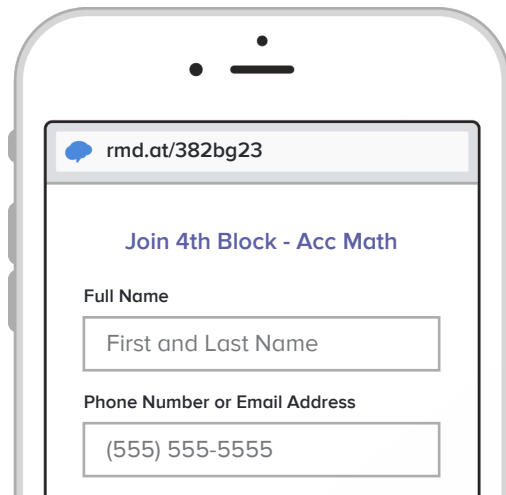 rmd.at/382bg23
Join 4th Block - Acc Math
Full Name
First and Last Name
Phone Number or Email Address
(555) 555-5555